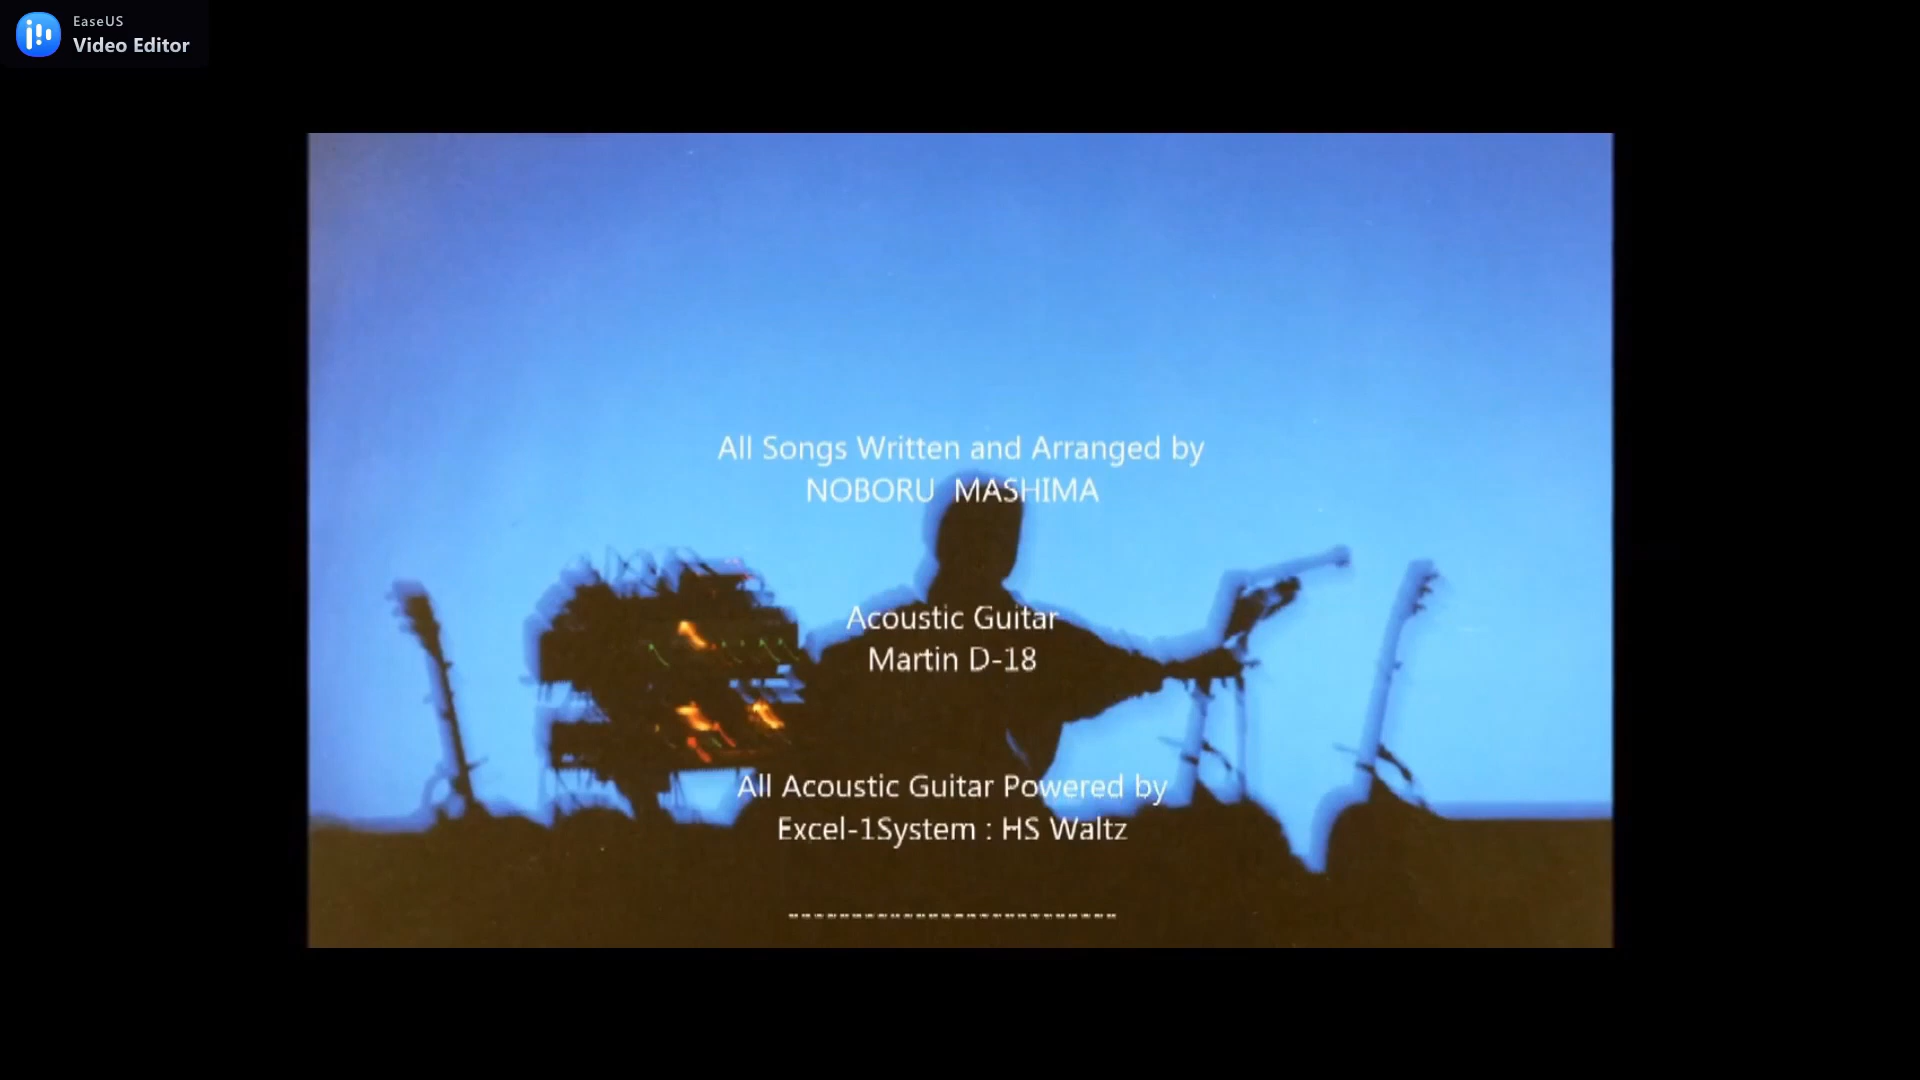 EaseUS
Video Editor
All Songs Written and Arranged by
NOBORU MASHIMA
Acoustic Guitar
Martin D-18
All Acoustic Guitar Powered by
Excel-1System : HS Waltz
--------------------------